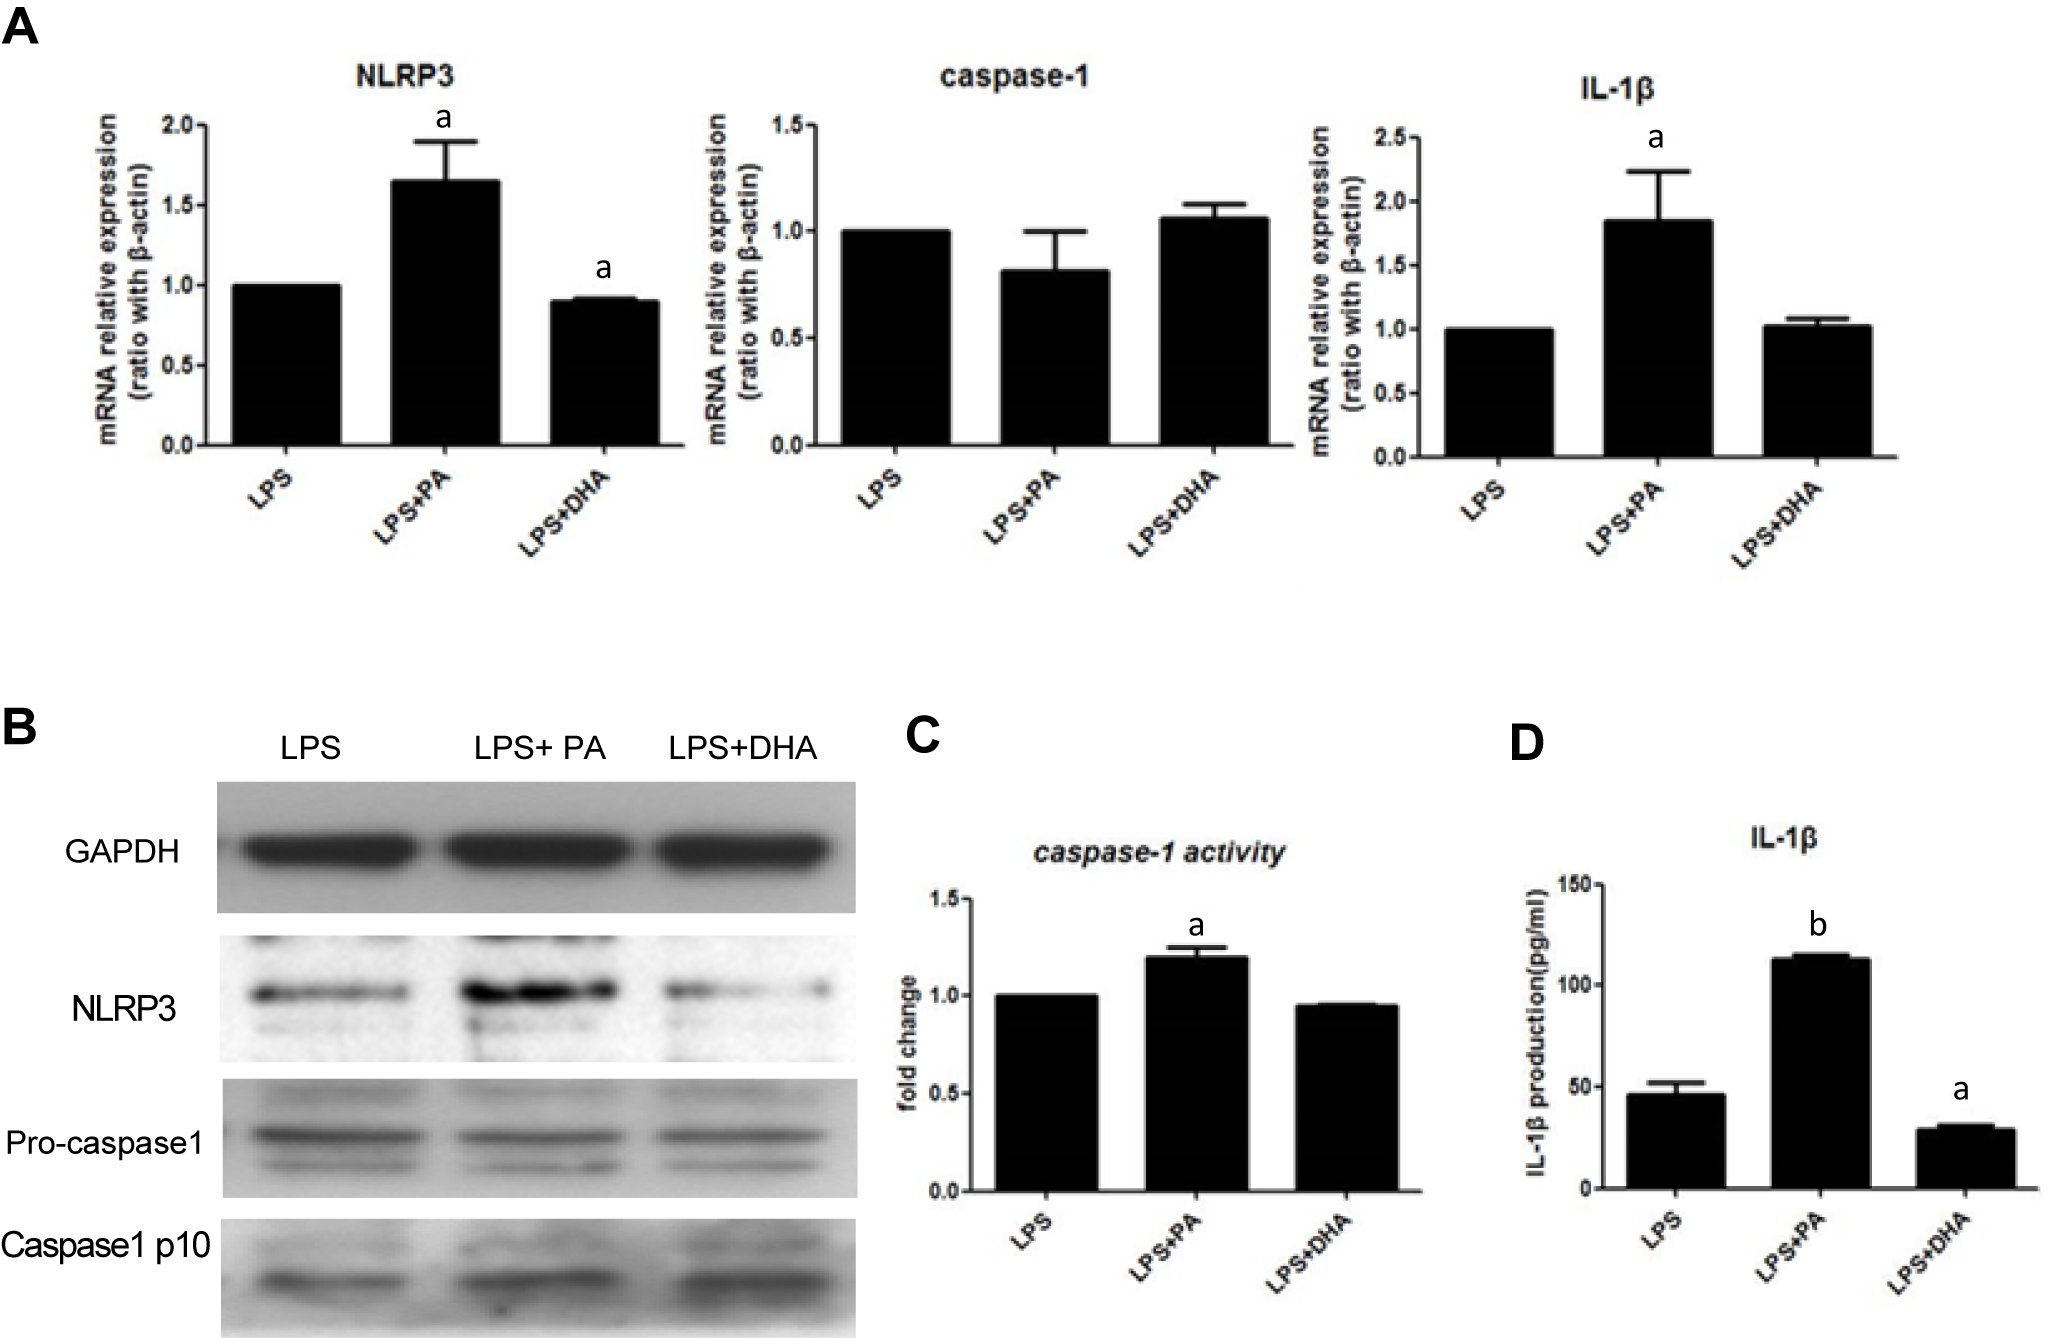 A
NLRP3
a
a
mRNA relative expression
(ratio with β-actin)
2.0
1.5
1.0
0.5
0.0
LPS
LPS+PA
LPS+DHA
caspase-1
mRNA relative expression
(ratio with β-actin)
1.5
1.0
0.5
0.0
LPS
LPS+PA
LPS+DHA
IL-1β
a
mRNA relative expression
(ratio with β-actin)
2.5
2.0
1.5
1.0
0.5
0.0
LPS
LPS+PA
LPS+DHA
B
LPS
LPS+ PA
LPS+DHA
GAPDH
NLRP3
Pro-caspase1
Caspase1 p10
C
caspase-1 activity
a
fold change
1.5
1.0
0.5
0.0
LPS
LPS+PA
LPS+DHA
D
IL-1β
b
a
IL-1β production(pg/ml)
150
100
50
0
LPS
LPS+PA
LPS+DHA